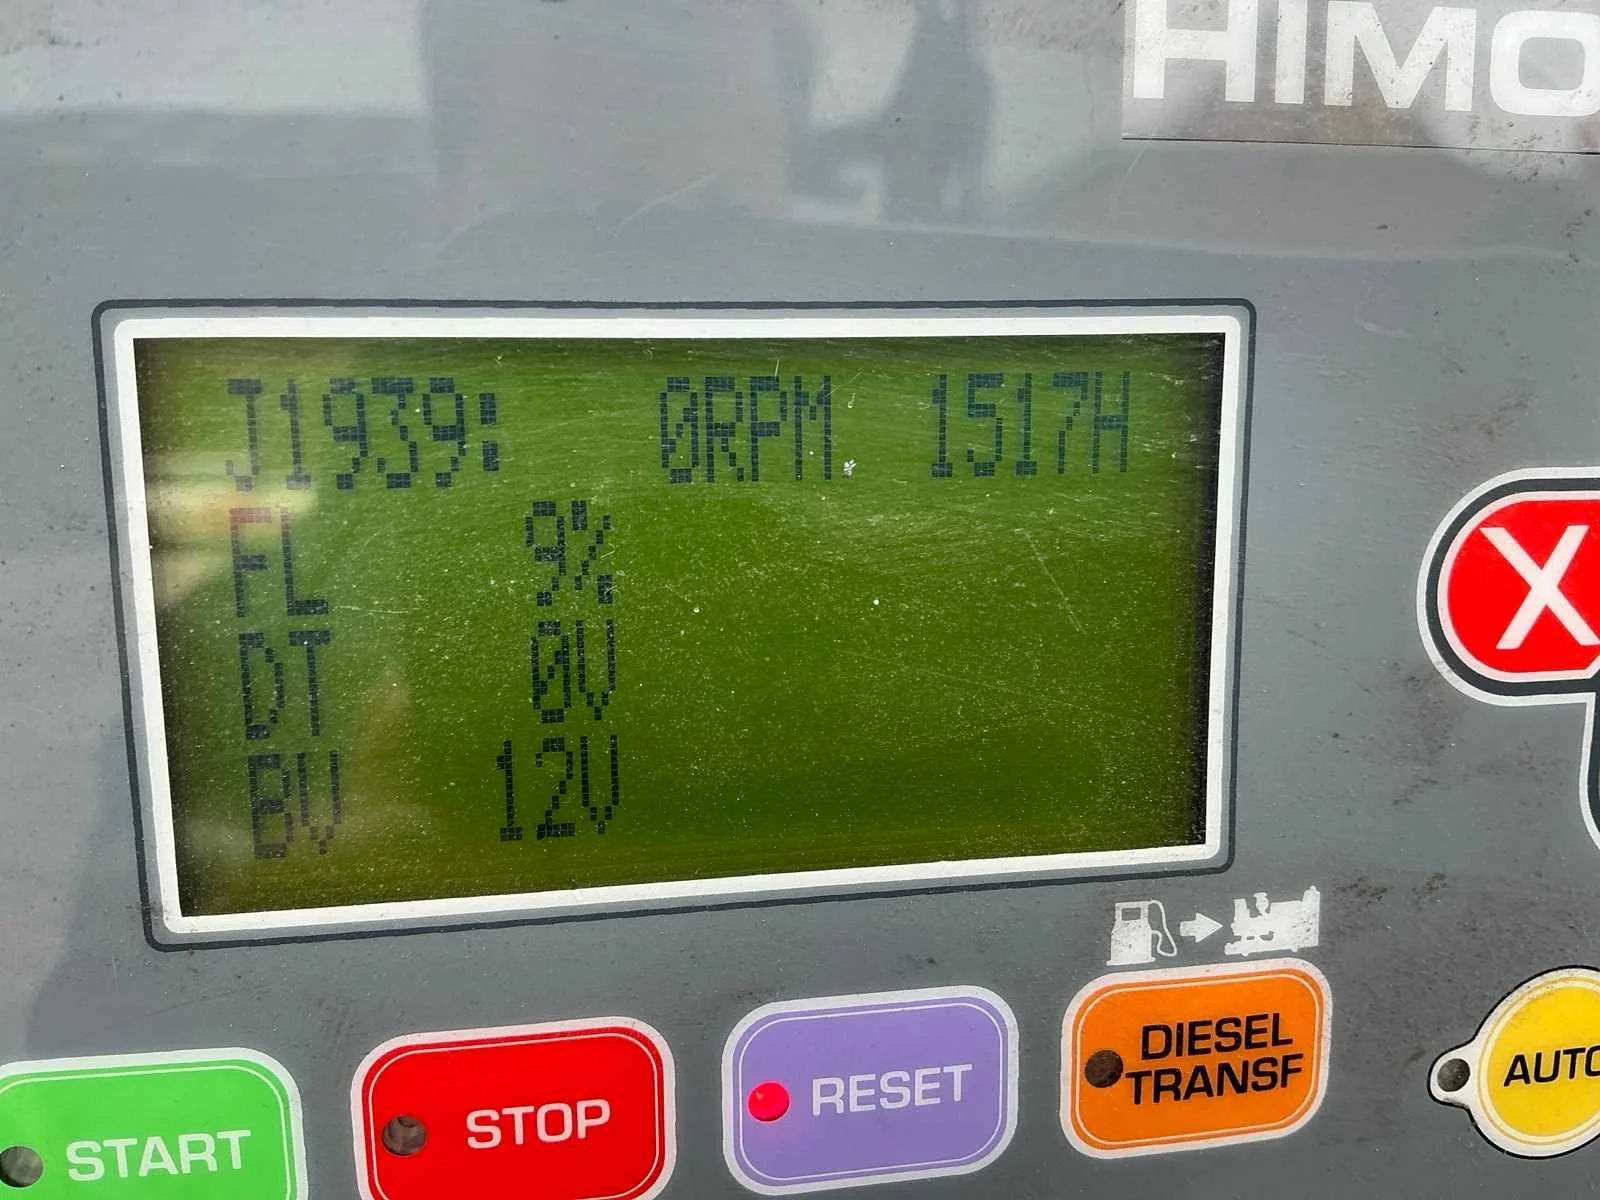 HIMO
J1939: 0RPM 1517H
FL 9%
DT 0V
BV 12V
X
START
STOP
RESET
DIESEL
TRANSF
AUTO